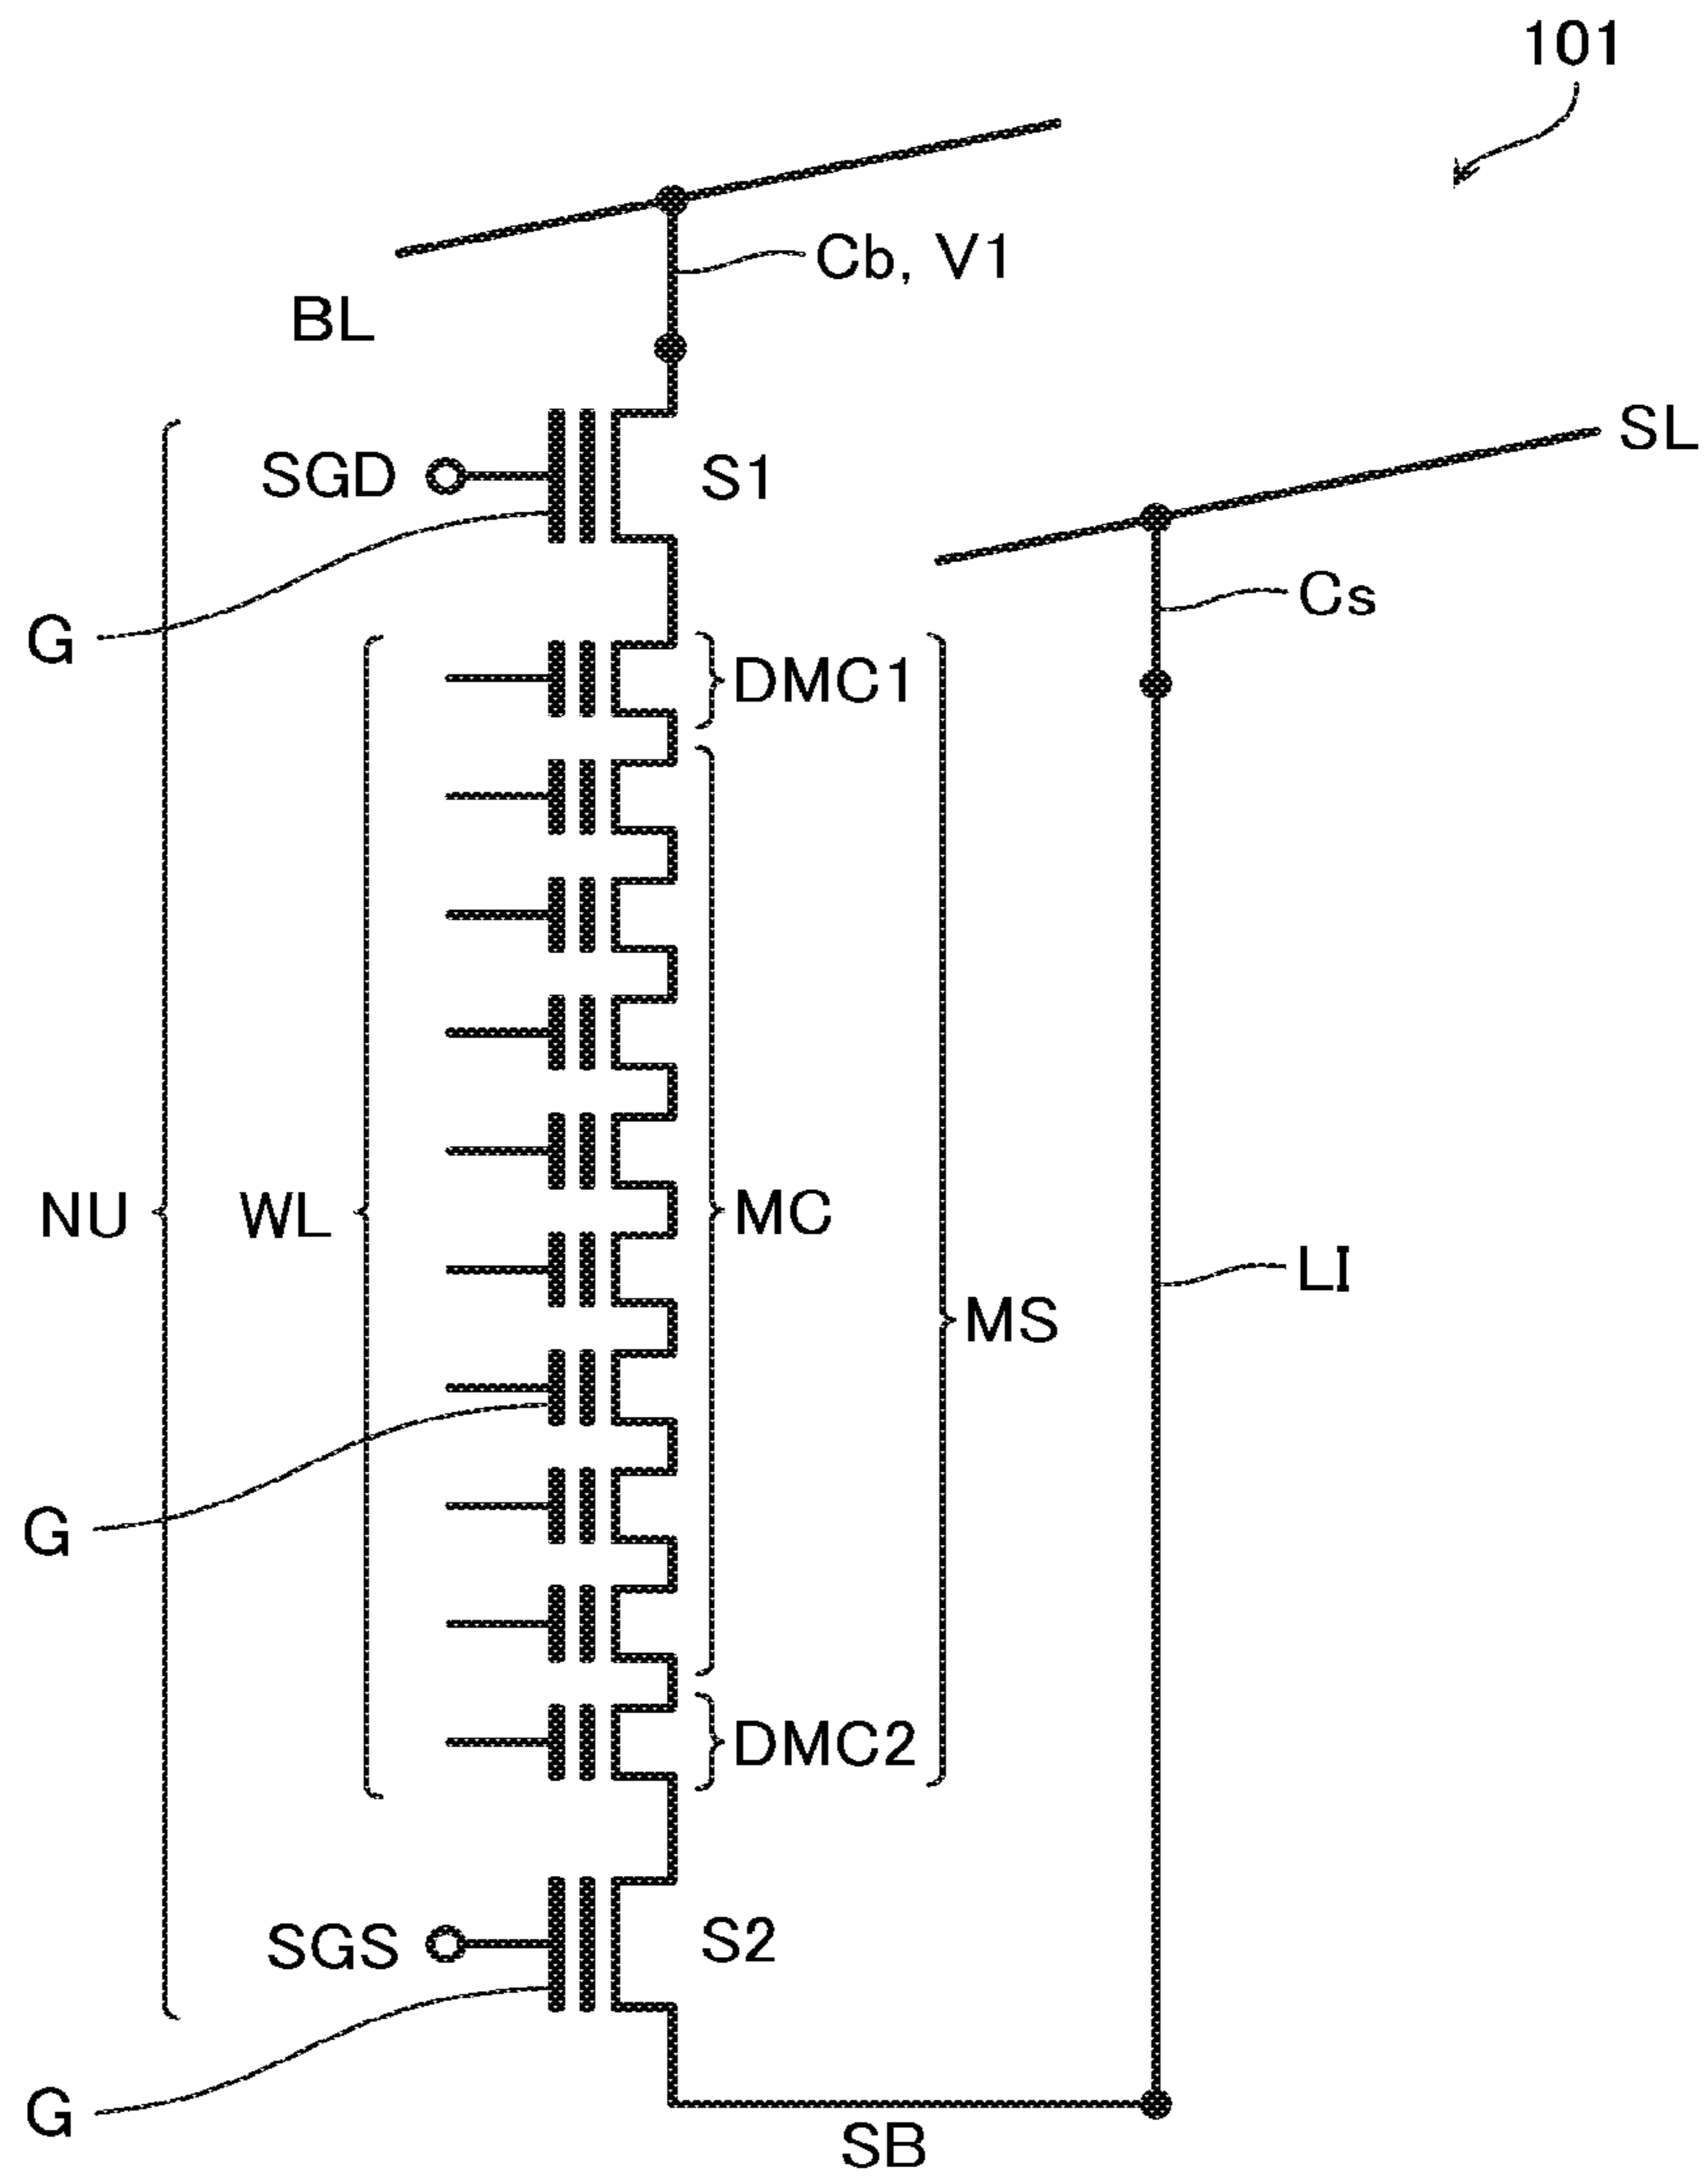 101
Cb, V1
BL
SL
SGD
S1
Cs
G
DMC1
NU
WL
MC
LI
MS
G
DMC2
SGS
S2
G
SB